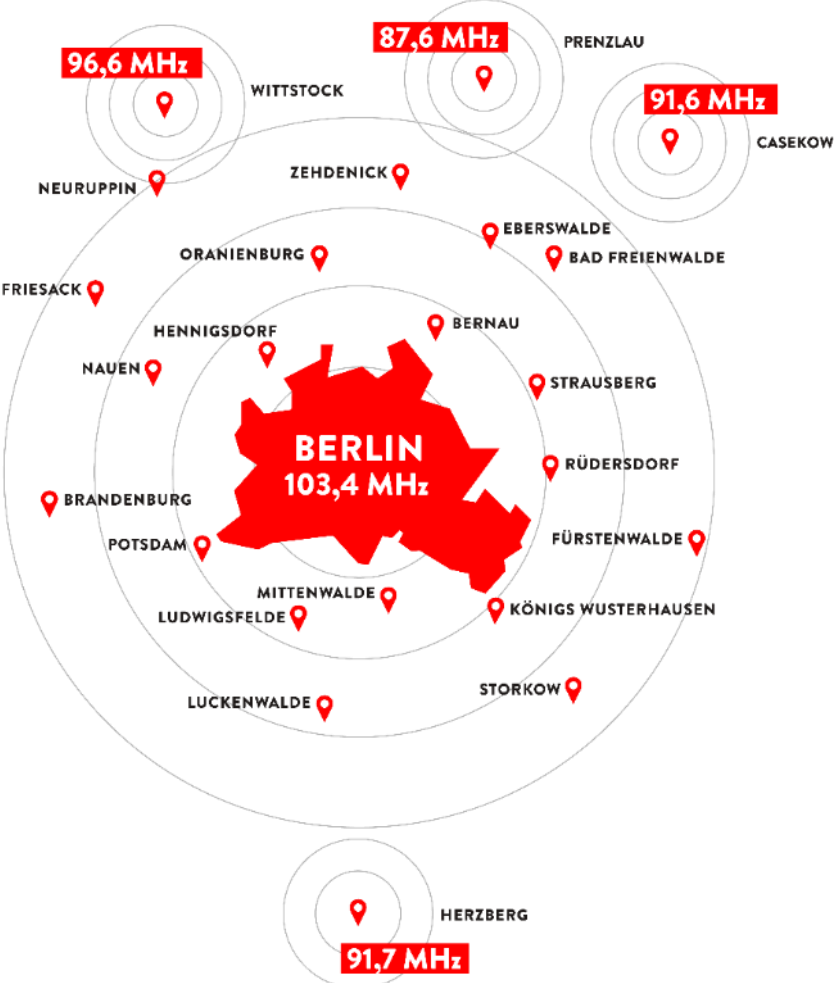 87,6 MHz
PRENZLAU
96,6 MHz
WITTSTOCK
91,6 MHz
CASEKOW
ZEHDENICK
NEURUPPIN
EBERSWALDE
ORANIENBURG
BAD FREIENWALDE
FRIESACK
BERNAU
HENNIGSDORF
NAUEN
STRAUSBERG
BERLIN
103,4 MHz
RÜDERSDORF
BRANDENBURG
POTSDAM
FÜRSTENWALDE
MITTENWALDE
LUDWIGSFELDE
KÖNIGS WUSTERHAUSEN
STORKOW
LUCKENWALDE
HERZBERG
91,7 MHz